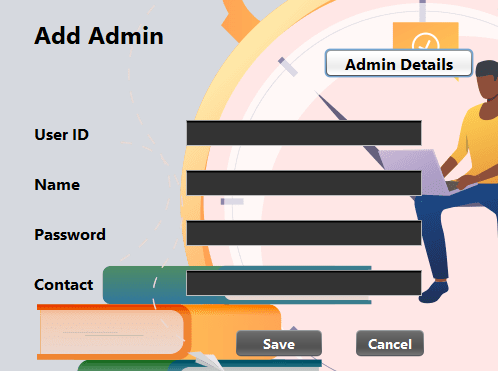 Add Admin
Admin Details
User ID
Name
Password
Contact
Save
Cancel